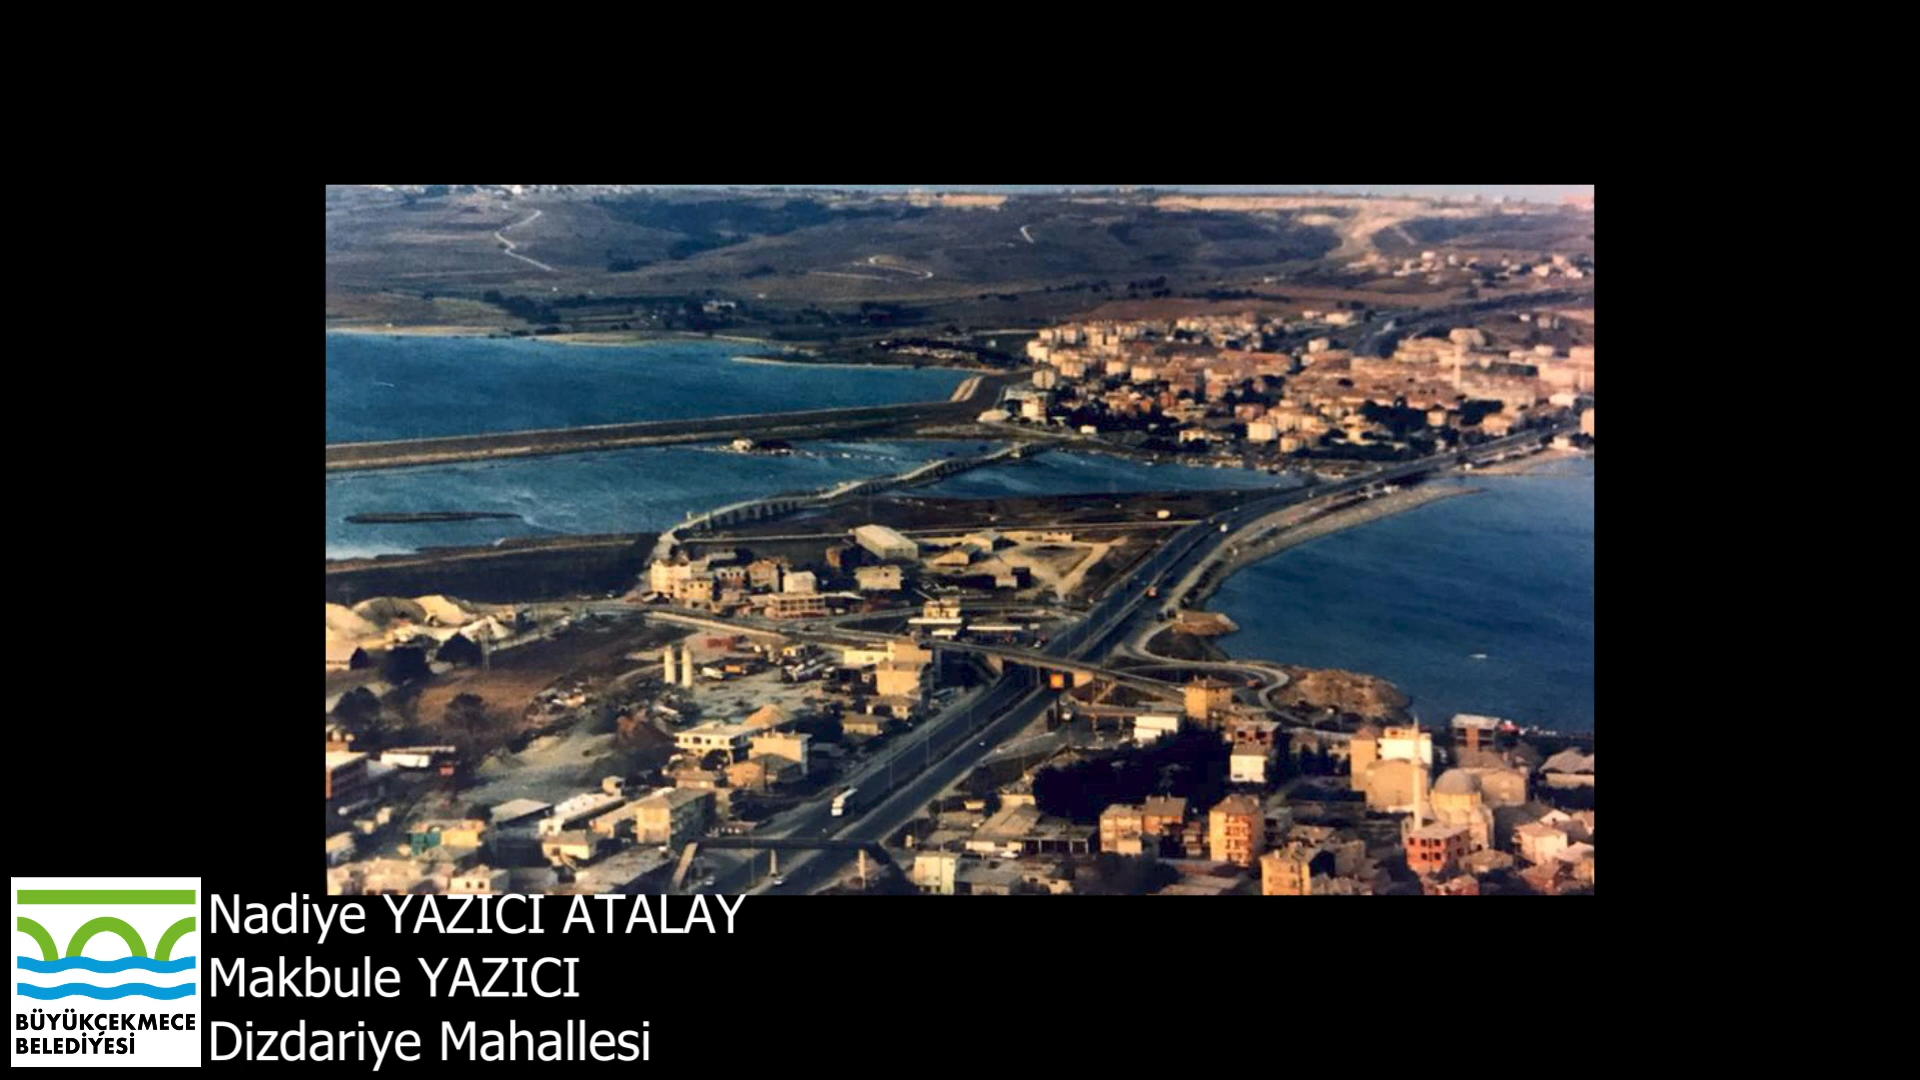 Nadiye YAZICI ATALAY
Makbule YAZICI
Dizdariye Mahallesi
BÜYÜKÇEKMECE
BELEDİYESİ